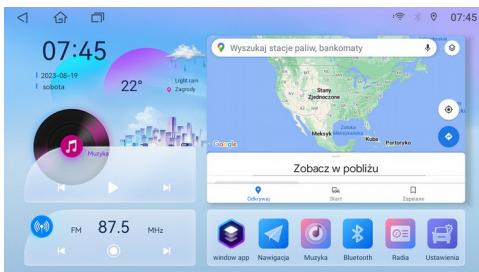 07:45
07:45
2023-08-19
sobota
22°
Light rain
Zagrody
Muzyka
FM 87.5 MHz
Wyszukaj stacje paliw, bankomaty
Stany
Zjednoczone
Zatoka
Meksykańska
Meksyk
Kuba
Portoryko
Google
Zobacz w pobliżu
Odkrywaj
Start
Zapisane
window app
Nawigacja
Muzyka
Bluetooth
Radia
Ustawienia